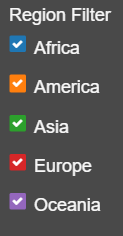 Region Filter
Africa
America
Asia
Europe
Oceania